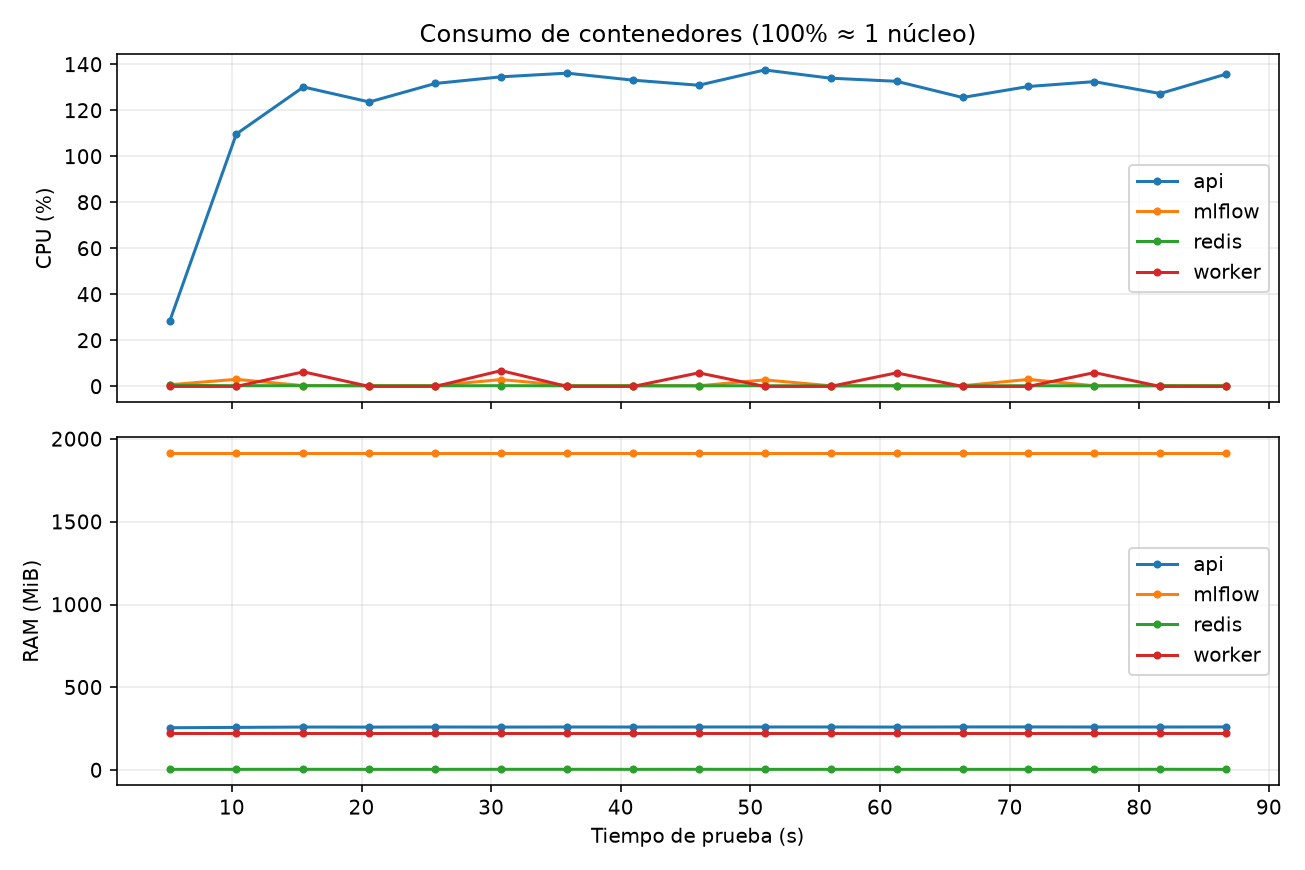 Consumo de contenedores (100% ≈ 1 núcleo)
140
120
100
80
60
40
20
0
CPU (%)
api
mlflow
redis
worker
2000
1500
1000
500
0
RAM (MiB)
api
mlflow
redis
worker
10 20 30 40 50 60 70 80 90
Tiempo de prueba (s)